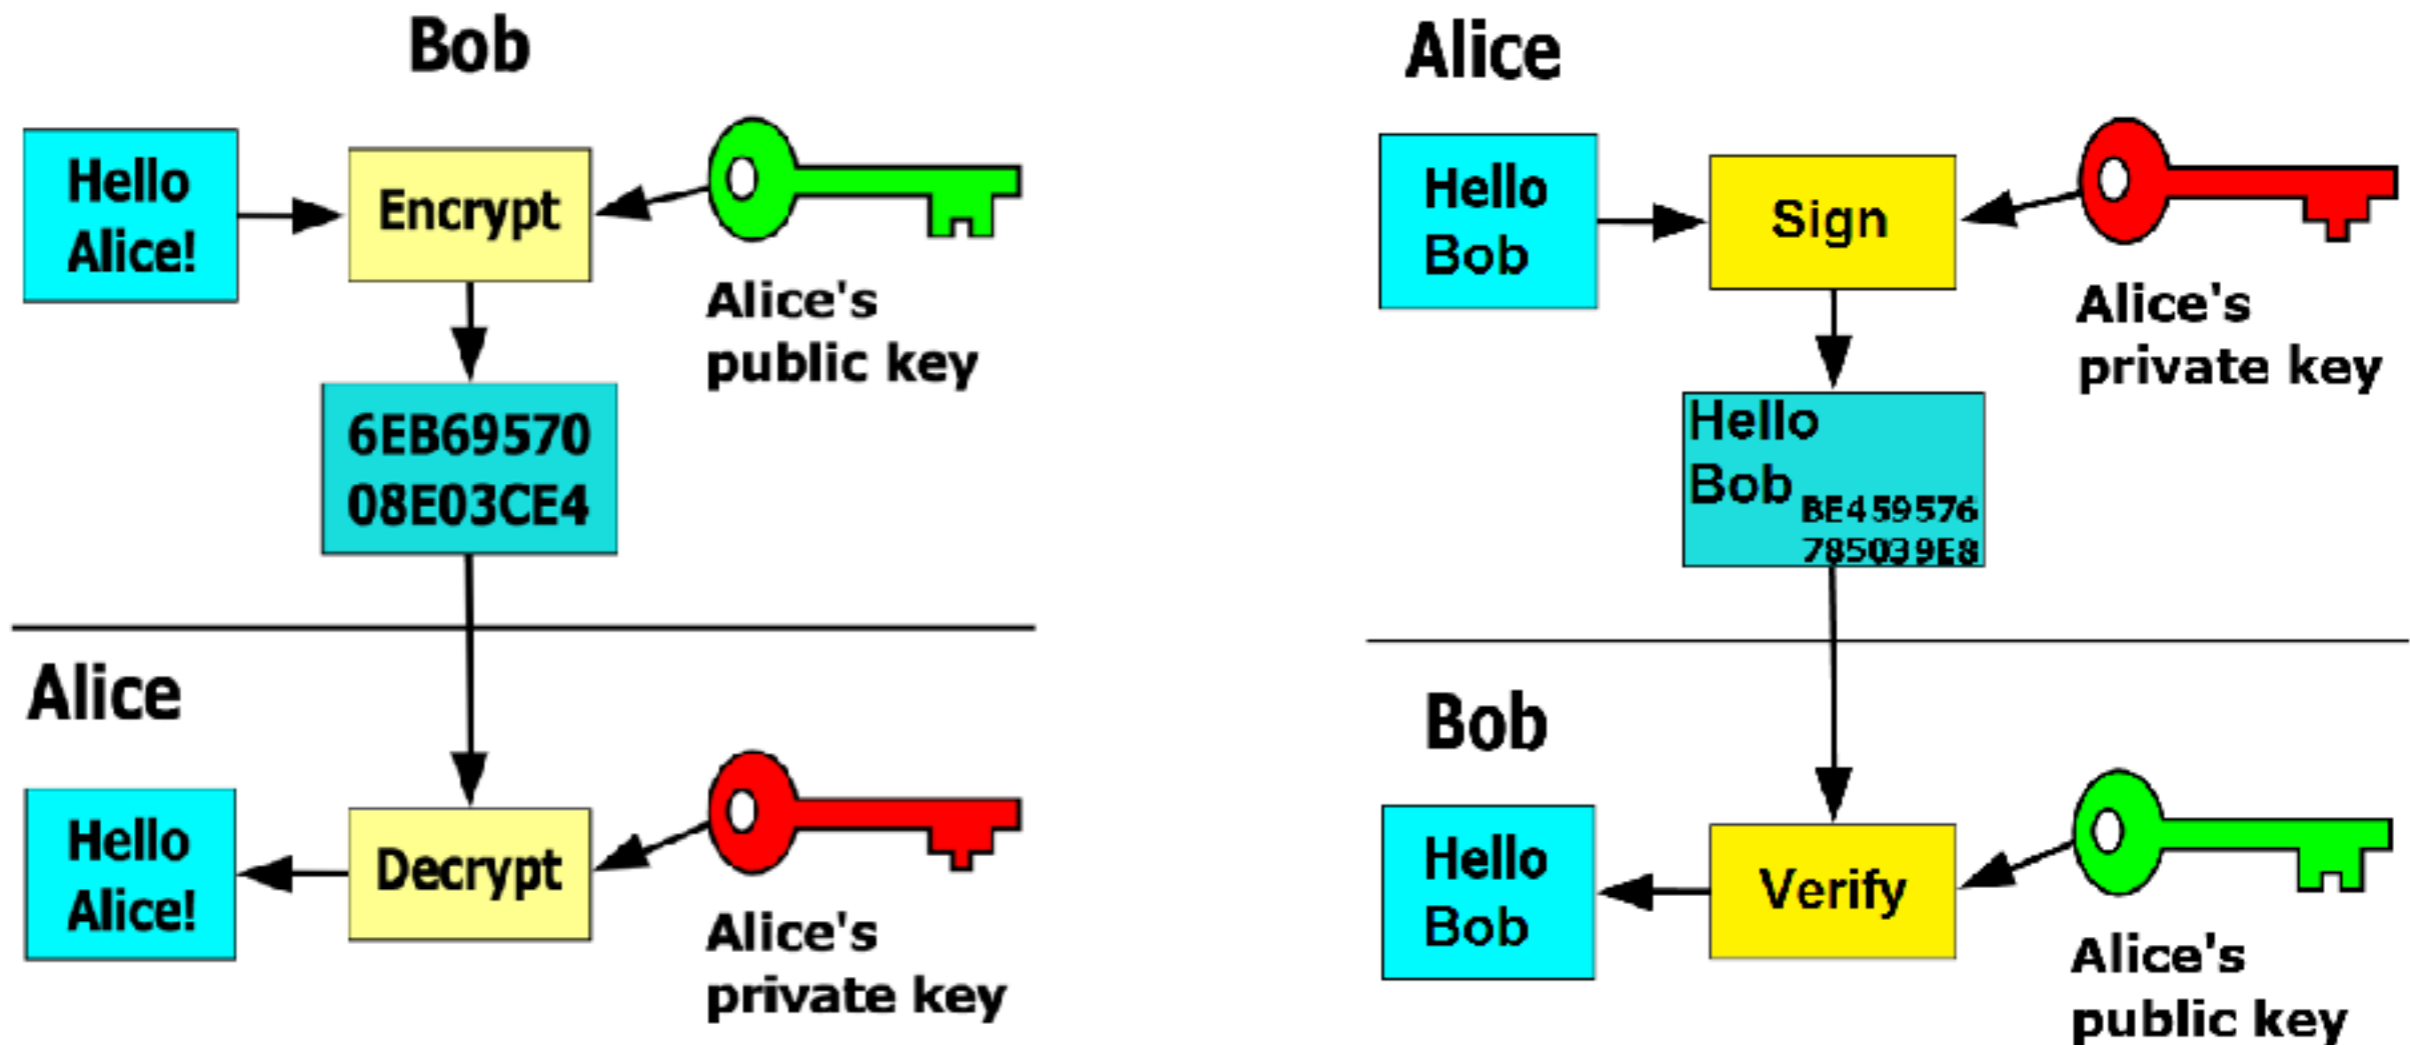 Bob
Hello
Alice!
Encrypt
Alice's
public key
6EB69570
08E03CE4
Alice
Hello
Alice!
Decrypt
Alice's
private key
Alice
Hello
Bob
Sign
Alice's
private key
Hello
Bob
BE459576
785039E8
Bob
Hello
Bob
Verify
Alice's
public key